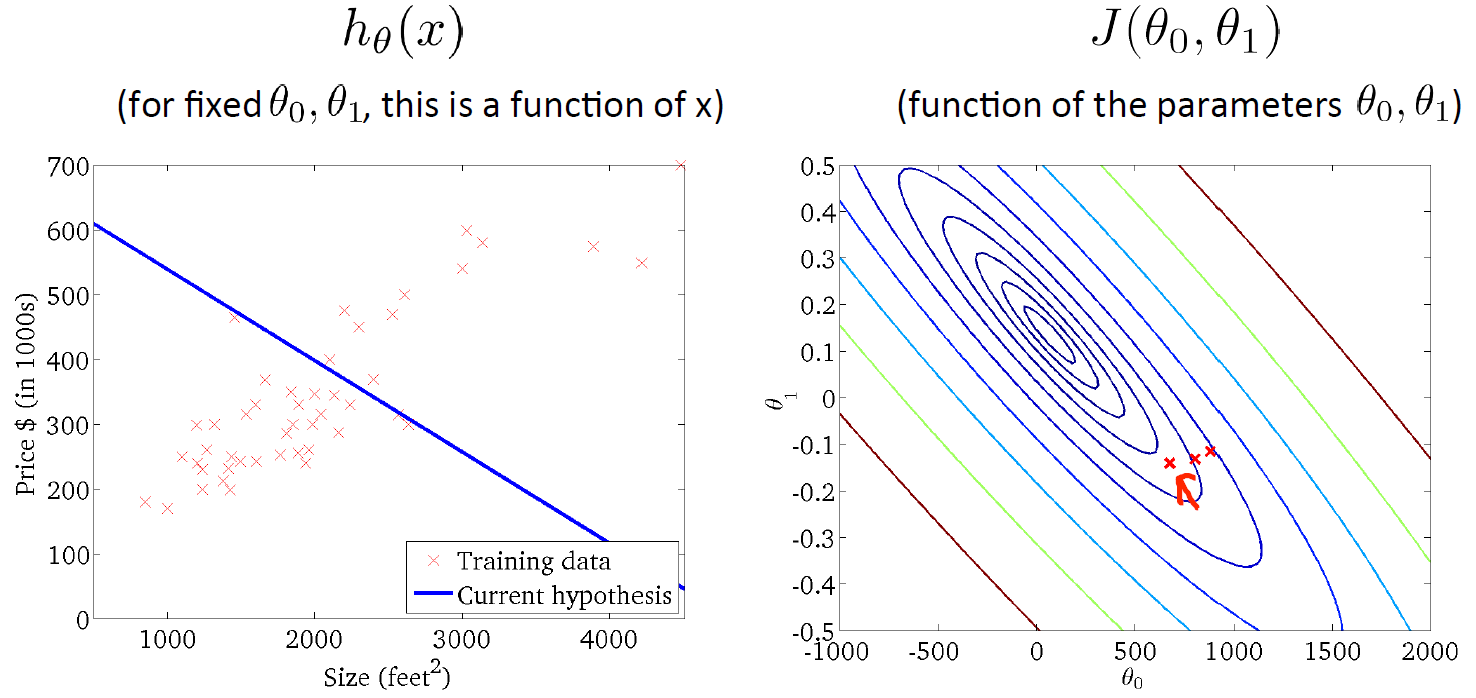 hθ(x)
(for fixed θ0, θ1, this is a function of x)
700
600
500
400
300
200
100
0
Price $ (in 1000s)
1000 2000 3000 4000
Size (feet2)
Training data
Current hypothesis
J(θ0, θ1)
(function of the parameters θ0, θ1)
0.5
0.4
0.3
0.2
0.1
0
-0.1
-0.2
-0.3
-0.4
-0.5
θ1
-1000 -500 0 500 1000 1500 2000
θ0